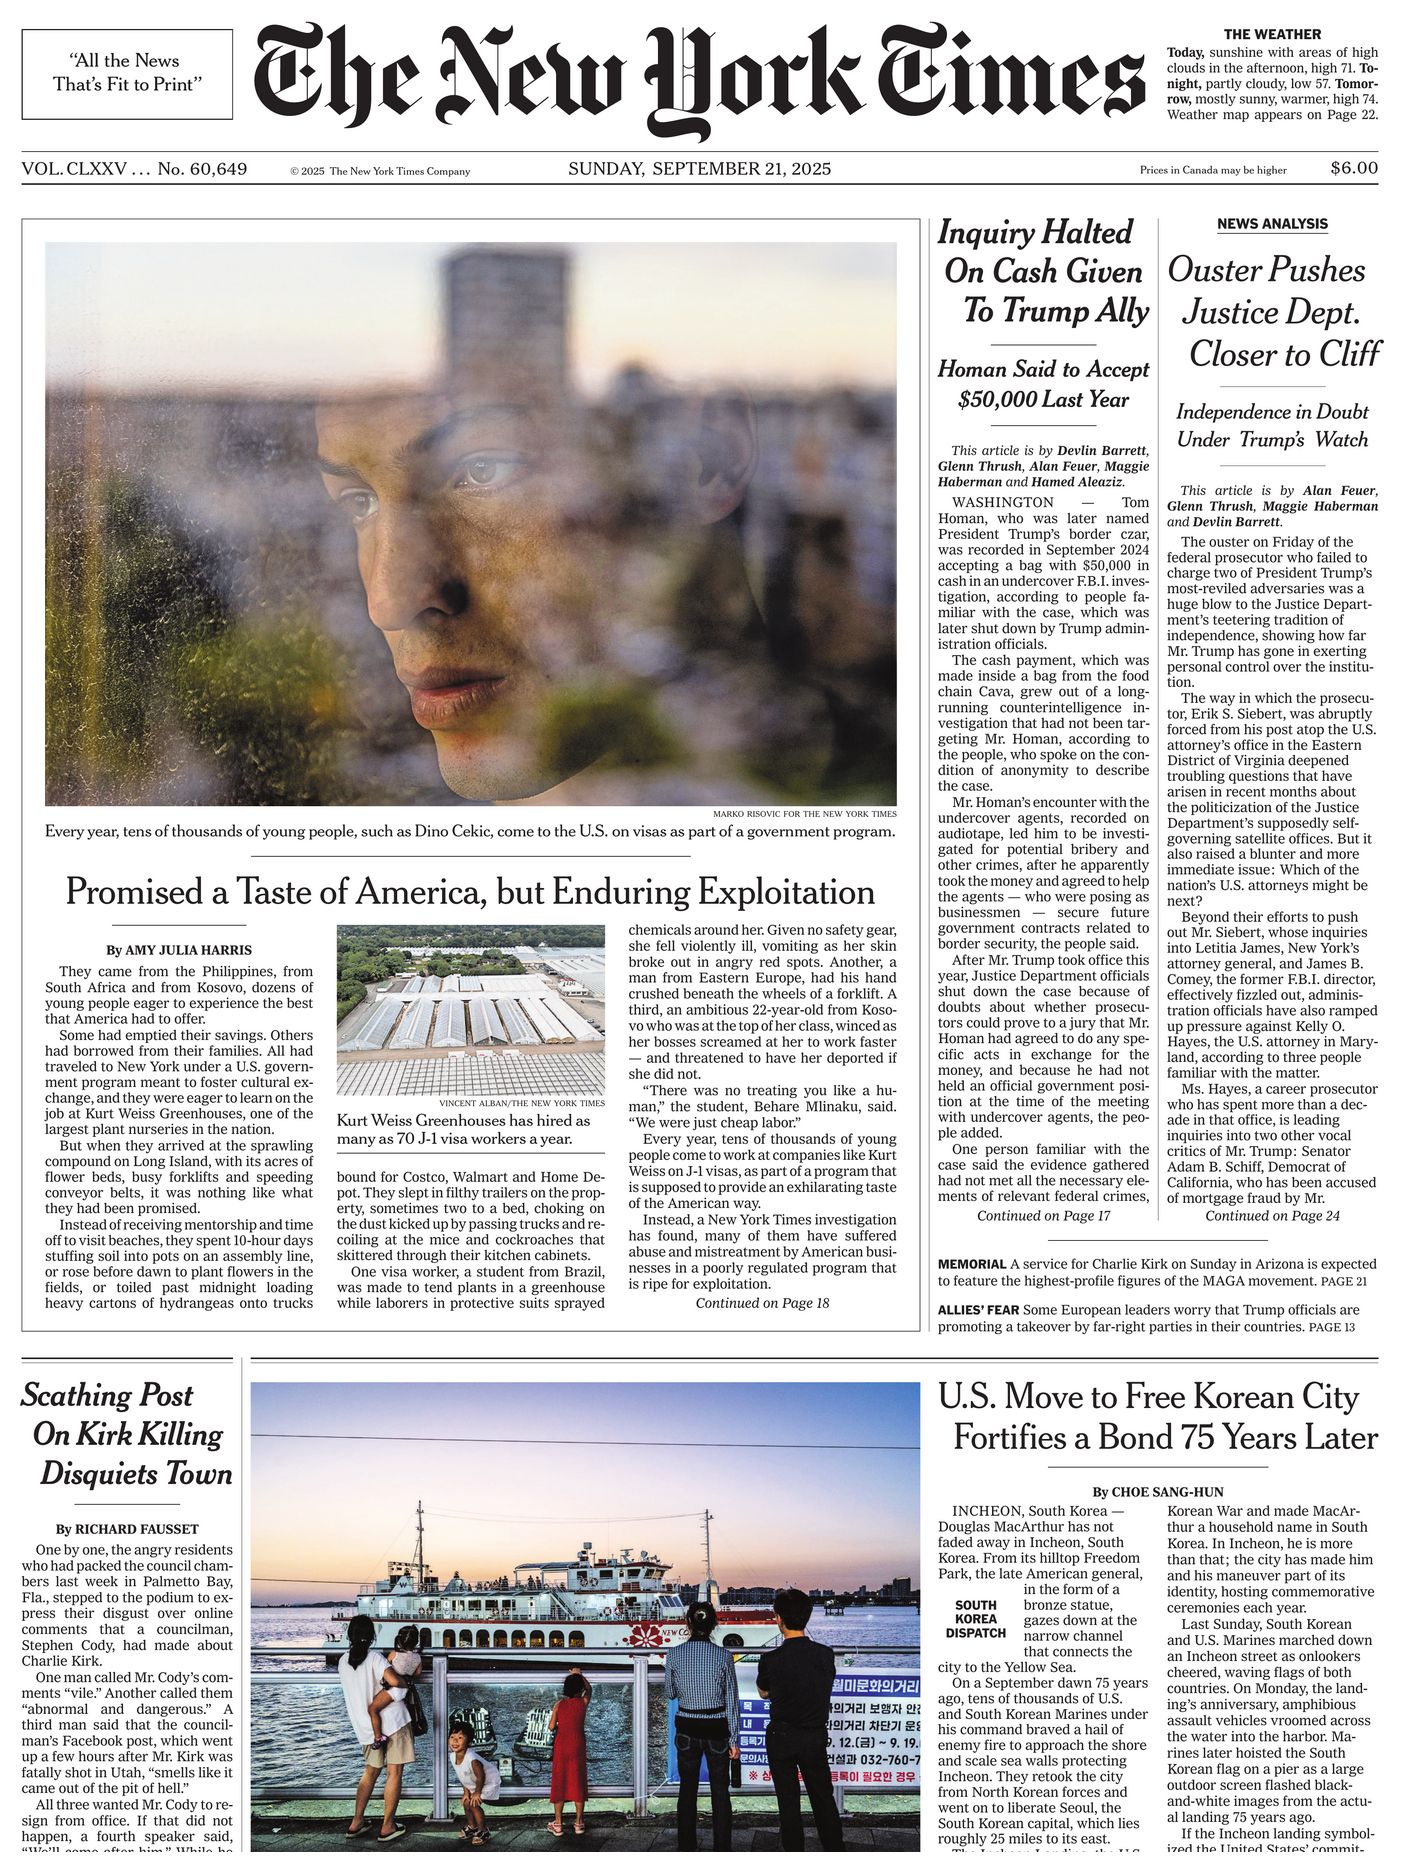 "All the News
That's Fit to Print"
The New York Times
THE WEATHER
Today, sunshine with areas of high
clouds in the afternoon, high 71. To-
night, partly cloudy, low 57. Tomor-
row, mostly sunny, warmer, high 74.
Weather map appears on Page 22.
VOL. CLXXV . . . No. 60,649
© 2025 The New York Times Company
SUNDAY, SEPTEMBER 21, 2025
Prices in Canada may be higher
$6.00
MARKO RISOVIC FOR THE NEW YORK TIMES
Every year, tens of thousands of young people, such as Dino Cekic, come to the U.S. on visas as part of a government program.
Promised a Taste of America, but Enduring Exploitation
By AMY JULIA HARRIS
They came from the Philippines, from
South Africa and from Kosovo, dozens of
young people eager to experience the best
that America had to offer.
Some had emptied their savings. Others
had borrowed from their families. All had
traveled to New York under a U.S. govern-
ment program meant to foster cultural ex-
change, and they were eager to learn on the
job at Kurt Weiss Greenhouses, one of the
largest plant nurseries in the nation.
But when they arrived at the sprawling
compound on Long Island, with its acres of
flower beds, busy forklifts and speeding
conveyor belts, it was nothing like what
they had been promised.
Instead of receiving mentorship and time
off to visit beaches, they spent 10-hour days
stuffing soil into pots on an assembly line,
or rose before dawn to plant flowers in the
fields, or toiled past midnight loading
heavy cartons of hydrangeas onto trucks
VINCENT ALBAN/THE NEW YORK TIMES
Kurt Weiss Greenhouses has hired as
many as 70 J-1 visa workers a year.
bound for Costco, Walmart and Home De-
pot. They slept in filthy trailers on the prop-
erty, sometimes two to a bed, choking on
the dust kicked up by passing trucks and re-
coiling at the mice and cockroaches that
skittered through their kitchen cabinets.
One visa worker, a student from Brazil,
was made to tend plants in a greenhouse
while laborers in protective suits sprayed
chemicals around her. Given no safety gear,
she fell violently ill, vomiting as her skin
broke out in angry red spots. Another, a
man from Eastern Europe, had his hand
crushed beneath the wheels of a forklift. A
third, an ambitious 22-year-old from Koso-
vo who was at the top of her class, winced as
her bosses screamed at her to work faster
— and threatened to have her deported if
she did not.
"There was no treating you like a hu-
man," the student, Behare Mlinaku, said.
"We were just cheap labor."
Every year, tens of thousands of young
people come to work at companies like Kurt
Weiss on J-1 visas, as part of a program that
is supposed to provide an exhilarating taste
of the American way.
Instead, a New York Times investigation
has found, many of them have suffered
abuse and mistreatment by American busi-
nesses in a poorly regulated program that
is ripe for exploitation.
Continued on Page 18
Inquiry Halted
On Cash Given
To Trump Ally
Homan Said to Accept
$50,000 Last Year
This article is by Devlin Barrett,
Glenn Thrush, Alan Feuer, Maggie
Haberman and Hamed Aleaziz.
WASHINGTON — Tom
Homan, who was later named
President Trump's border czar,
was recorded in September 2024
accepting a bag with $50,000 in
cash in an undercover F.B.I. inves-
tigation, according to people fa-
miliar with the case, which was
later shut down by Trump admin-
istration officials.
The cash payment, which was
made inside a bag from the food
chain Cava, grew out of a long-
running counterintelligence in-
vestigation that had not been tar-
geting Mr. Homan, according to
the people, who spoke on the con-
dition of anonymity to describe
the case.
Mr. Homan's encounter with the
undercover agents, recorded on
audiotape, led him to be investi-
gated for potential bribery and
other crimes, after he apparently
took the money and agreed to help
the agents — who were posing as
businessmen — secure future
government contracts related to
border security, the people said.
After Mr. Trump took office this
year, Justice Department officials
shut down the case because of
doubts about whether prosecu-
tors could prove to a jury that Mr.
Homan had agreed to do any spe-
cific acts in exchange for the
money, and because he had not
held an official government posi-
tion at the time of the meeting
with undercover agents, the peo-
ple added.
One person familiar with the
case said the evidence gathered
had not met all the necessary ele-
ments of relevant federal crimes,
Continued on Page 17
NEWS ANALYSIS
Ouster Pushes
Justice Dept.
Closer to Cliff
Independence in Doubt
Under Trump's Watch
This article is by Alan Feuer,
Glenn Thrush, Maggie Haberman
and Devlin Barrett.
The ouster on Friday of the
federal prosecutor who failed to
charge two of President Trump's
most-reviled adversaries was a
huge blow to the Justice Depart-
ment's teetering tradition of
independence, showing how far
Mr. Trump has gone in exerting
personal control over the institu-
tion.
The way in which the prosecu-
tor, Erik S. Siebert, was abruptly
forced from his post atop the U.S.
attorney's office in the Eastern
District of Virginia deepened
troubling questions that have
arisen in recent months about
the politicization of the Justice
Department's supposedly self-
governing satellite offices. But it
also raised a blunter and more
immediate issue: Which of the
nation's U.S. attorneys might be
next?
Beyond their efforts to push
out Mr. Siebert, whose inquiries
into Letitia James, New York's
attorney general, and James B.
Comey, the former F.B.I. director,
effectively fizzled out, adminis-
tration officials have also ramped
up pressure against Kelly O.
Hayes, the U.S. attorney in Mary-
land, according to three people
familiar with the matter.
Ms. Hayes, a career prosecutor
who has spent more than a dec-
ade in that office, is leading
inquiries into two other vocal
critics of Mr. Trump: Senator
Adam B. Schiff, Democrat of
California, who has been accused
of mortgage fraud by Mr.
Continued on Page 24
MEMORIAL A service for Charlie Kirk on Sunday in Arizona is expected
to feature the highest-profile figures of the MAGA movement. PAGE 21
ALLIES' FEAR Some European leaders worry that Trump officials are
promoting a takeover by far-right parties in their countries. PAGE 13
Scathing Post
On Kirk Killing
Disquiets Town
By RICHARD FAUSSET
One by one, the angry residents
who had packed the council cham-
bers last week in Palmetto Bay,
Fla., stepped to the podium to ex-
press their disgust over online
comments that a councilman,
Stephen Cody, had made about
Charlie Kirk.
One man called Mr. Cody's com-
ments "vile." Another called them
"abnormal and dangerous." A
third man said that the council-
man's Facebook post, which went
up a few hours after Mr. Kirk was
fatally shot in Utah, "smells like it
came out of the pit of hell."
All three wanted Mr. Cody to re-
sign from office. If that did not
happen, a fourth speaker said,
"We'll come after him." While he
NEW CO
월미문화의거리
의거리 보행자 안전
화의거리 차단기 운영
9. 12.(금) ~ 9. 19.
건설과 032-760-7
등록이 필요한 경우
U.S. Move to Free Korean City
Fortifies a Bond 75 Years Later
By CHOE SANG-HUN
INCHEON, South Korea —
Douglas MacArthur has not
faded away in Incheon, South
Korea. From its hilltop Freedom
Park, the late American general,
in the form of a
bronze statue,
gazes down at the
narrow channel
that connects the
SOUTH
KOREA
DISPATCH
city to the Yellow Sea.
On a September dawn 75 years
ago, tens of thousands of U.S.
and South Korean Marines under
his command braved a hail of
enemy fire to approach the shore
and scale sea walls protecting
Incheon. They retook the city
from North Korean forces and
went on to liberate Seoul, the
South Korean capital, which lies
roughly 25 miles to its east.
The Incheon Landing, the U.S.
Korean War and made MacAr-
thur a household name in South
Korea. In Incheon, he is more
than that; the city has made him
and his maneuver part of its
identity, hosting commemorative
ceremonies each year.
Last Sunday, South Korean
and U.S. Marines marched down
an Incheon street as onlookers
cheered, waving flags of both
countries. On Monday, the land-
ing's anniversary, amphibious
assault vehicles vroomed across
the water into the harbor. Ma-
rines later hoisted the South
Korean flag on a pier as a large
outdoor screen flashed black-
and-white images from the actu-
al landing 75 years ago.
If the Incheon landing symbol-
ized the United States' commit-